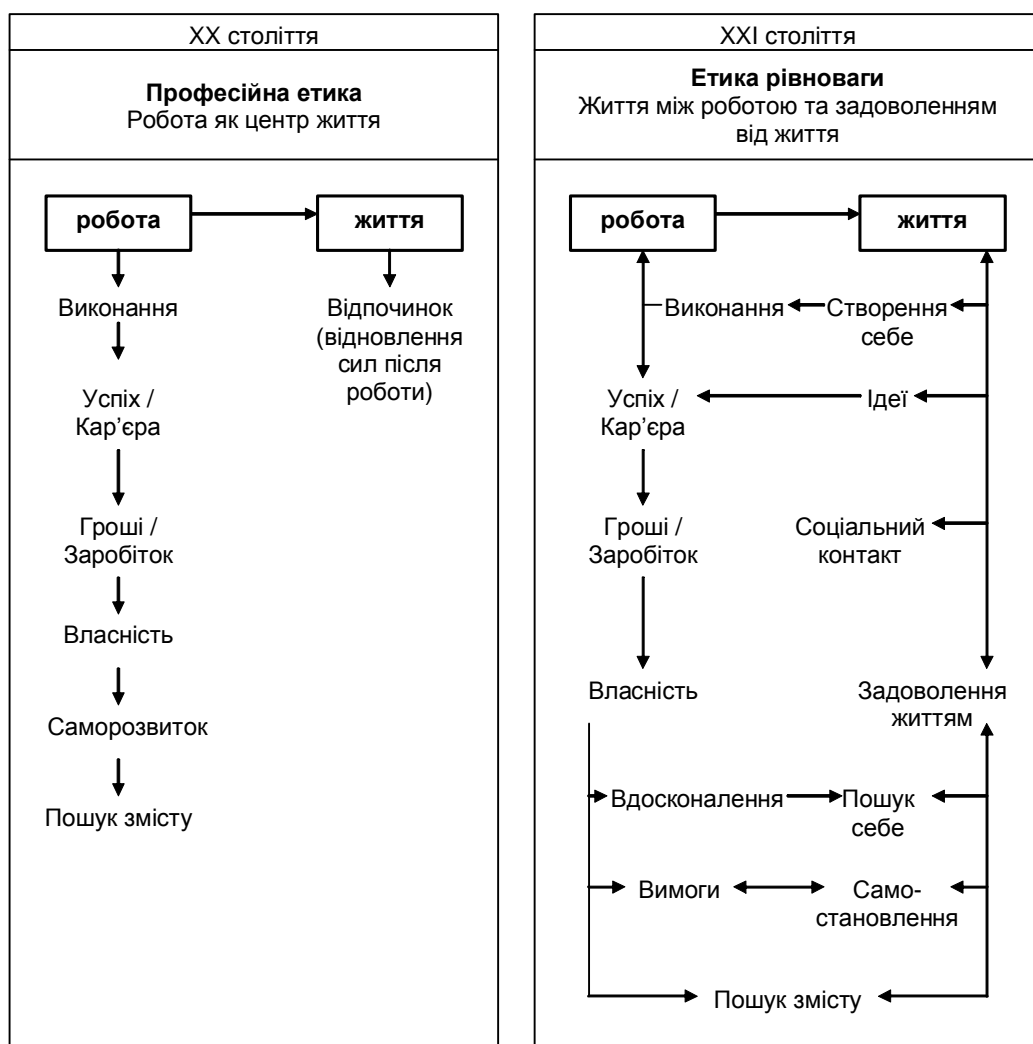 XX століття
Професійна етика
Робота як центр життя
робота
життя
Виконання
Відпочинок
(відновлення
сил після
роботи)
Успіх /
Кар’єра
Гроші /
Заробіток
Власність
Саморозвиток
Пошук змісту
XXI століття
Етика рівноваги
Життя між роботою та задоволенням
від життя
робота
життя
Виконання
Створення
себе
Успіх /
Кар’єра
Ідеї
Гроші /
Заробіток
Соціальний
контакт
Власність
Задоволення
життям
Вдосконалення
Пошук
себе
Вимоги
Само-
становлення
Пошук змісту